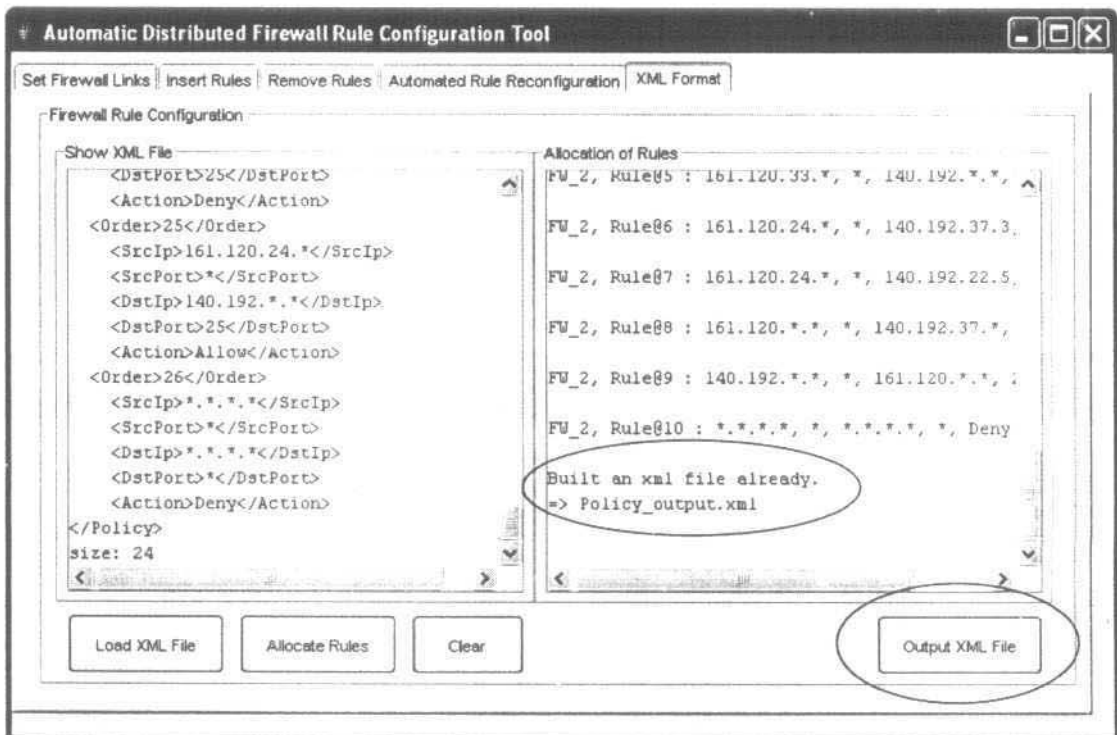 Automatic Distributed Firewall Rule Configuration Tool
Set Firewall Links Insert Rules Remove Rules Automated Rule Reconfiguration XML Format
Firewall Rule Configuration
Show XML File
<DstPort>25</DstPort>
<Action>Deny</Action>
<Order>25</Order>
<SrcIp>161.120.24.*</SrcIp>
<SrcPort>*</SrcPort>
<DstIp>140.192.*.*</DstIp>
<DstPort>25</DstPort>
<Action>Allow</Action>
<Order>26</Order>
<SrcIp>*.*.*.*</SrcIp>
<SrcPort>*</SrcPort>
<DstIp>*.*.*.*</DstIp>
<DstPort>*</DstPort>
<Action>Deny</Action>
</Policy>
size: 24
Allocation of Rules
FW_2, Rule@5 : 161.120.33.*, *, 140.192.*.*,
FW_2, Rule@6 : 161.120.24.*, *, 140.192.37.3,
FW_2, Rule@7 : 161.120.24.*, *, 140.192.22.5,
FW_2, Rule@8 : 161.120.*.*, *, 140.192.37.*,
FW_2, Rule@9 : 140.192.*.*, *, 161.120.*.*,
FW_2, Rule@10 : *.*.*.*, *, *.*.*.*, *, Deny
Built an xml file already.
=> Policy_output.xml
Load XML File Allocate Rules Clear Output XML File